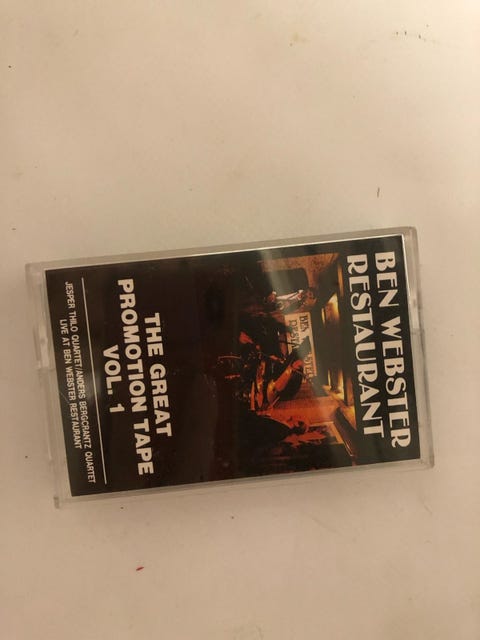 BEN WEBSTER
RESTAURANT
BEN
THE GREAT
PROMOTION TAPE
VOL. 1
JESPER THILO QUARTET/ANDERS BERGCRANTZ QUARTET
LIVE AT BEN WEBSTER RESTAURANT